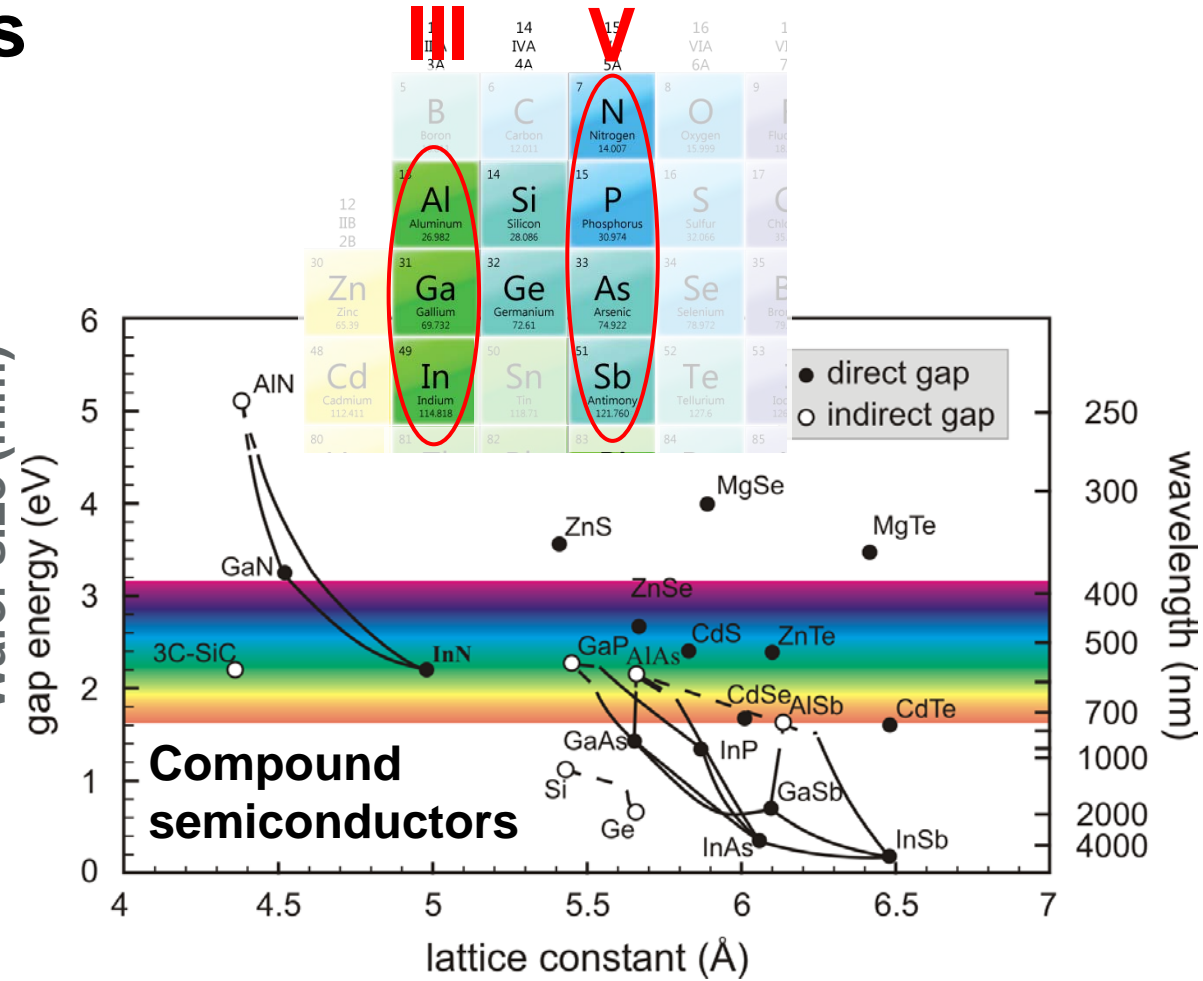 s
III
V
14
15
16
IVA
VIA
3A
4A
5A
6A
5
B
Boron
6
C
Carbon
12.011
7
N
Nitrogen
14.007
8
O
Oxygen
15.999
9
13
Al
Aluminum
26.982
14
Si
Silicon
28.086
15
P
Phosphorus
30.974
16
S
Sulfur
32.066
17
12
IIB
2B
30
Zn
Zinc
65.39
31
Ga
Gallium
69.732
32
Ge
Germanium
72.61
33
As
Arsenic
74.922
34
Se
Selenium
78.972
35
48
Cd
Cadmium
112.411
49
In
Indium
114.818
50
Sn
Tin
118.71
51
Sb
Antimony
121.760
52
Te
Tellurium
127.6
53
80
81
82
83
84
85
direct gap
indirect gap
gap energy (eV)
6
5
4
3
2
1
0
AlN
GaN
3C-SiC
InN
ZnS
MgSe
MgTe
ZnSe
GaP
AlAs
CdS
ZnTe
CdSe
AlSb
CdTe
GaAs
InP
Si
Ge
GaSb
InAs
InSb
Compound
semiconductors
250
300
400
500
700
1000
2000
4000
wavelength (nm)
4
4.5
5
5.5
6
6.5
7
lattice constant (Å)